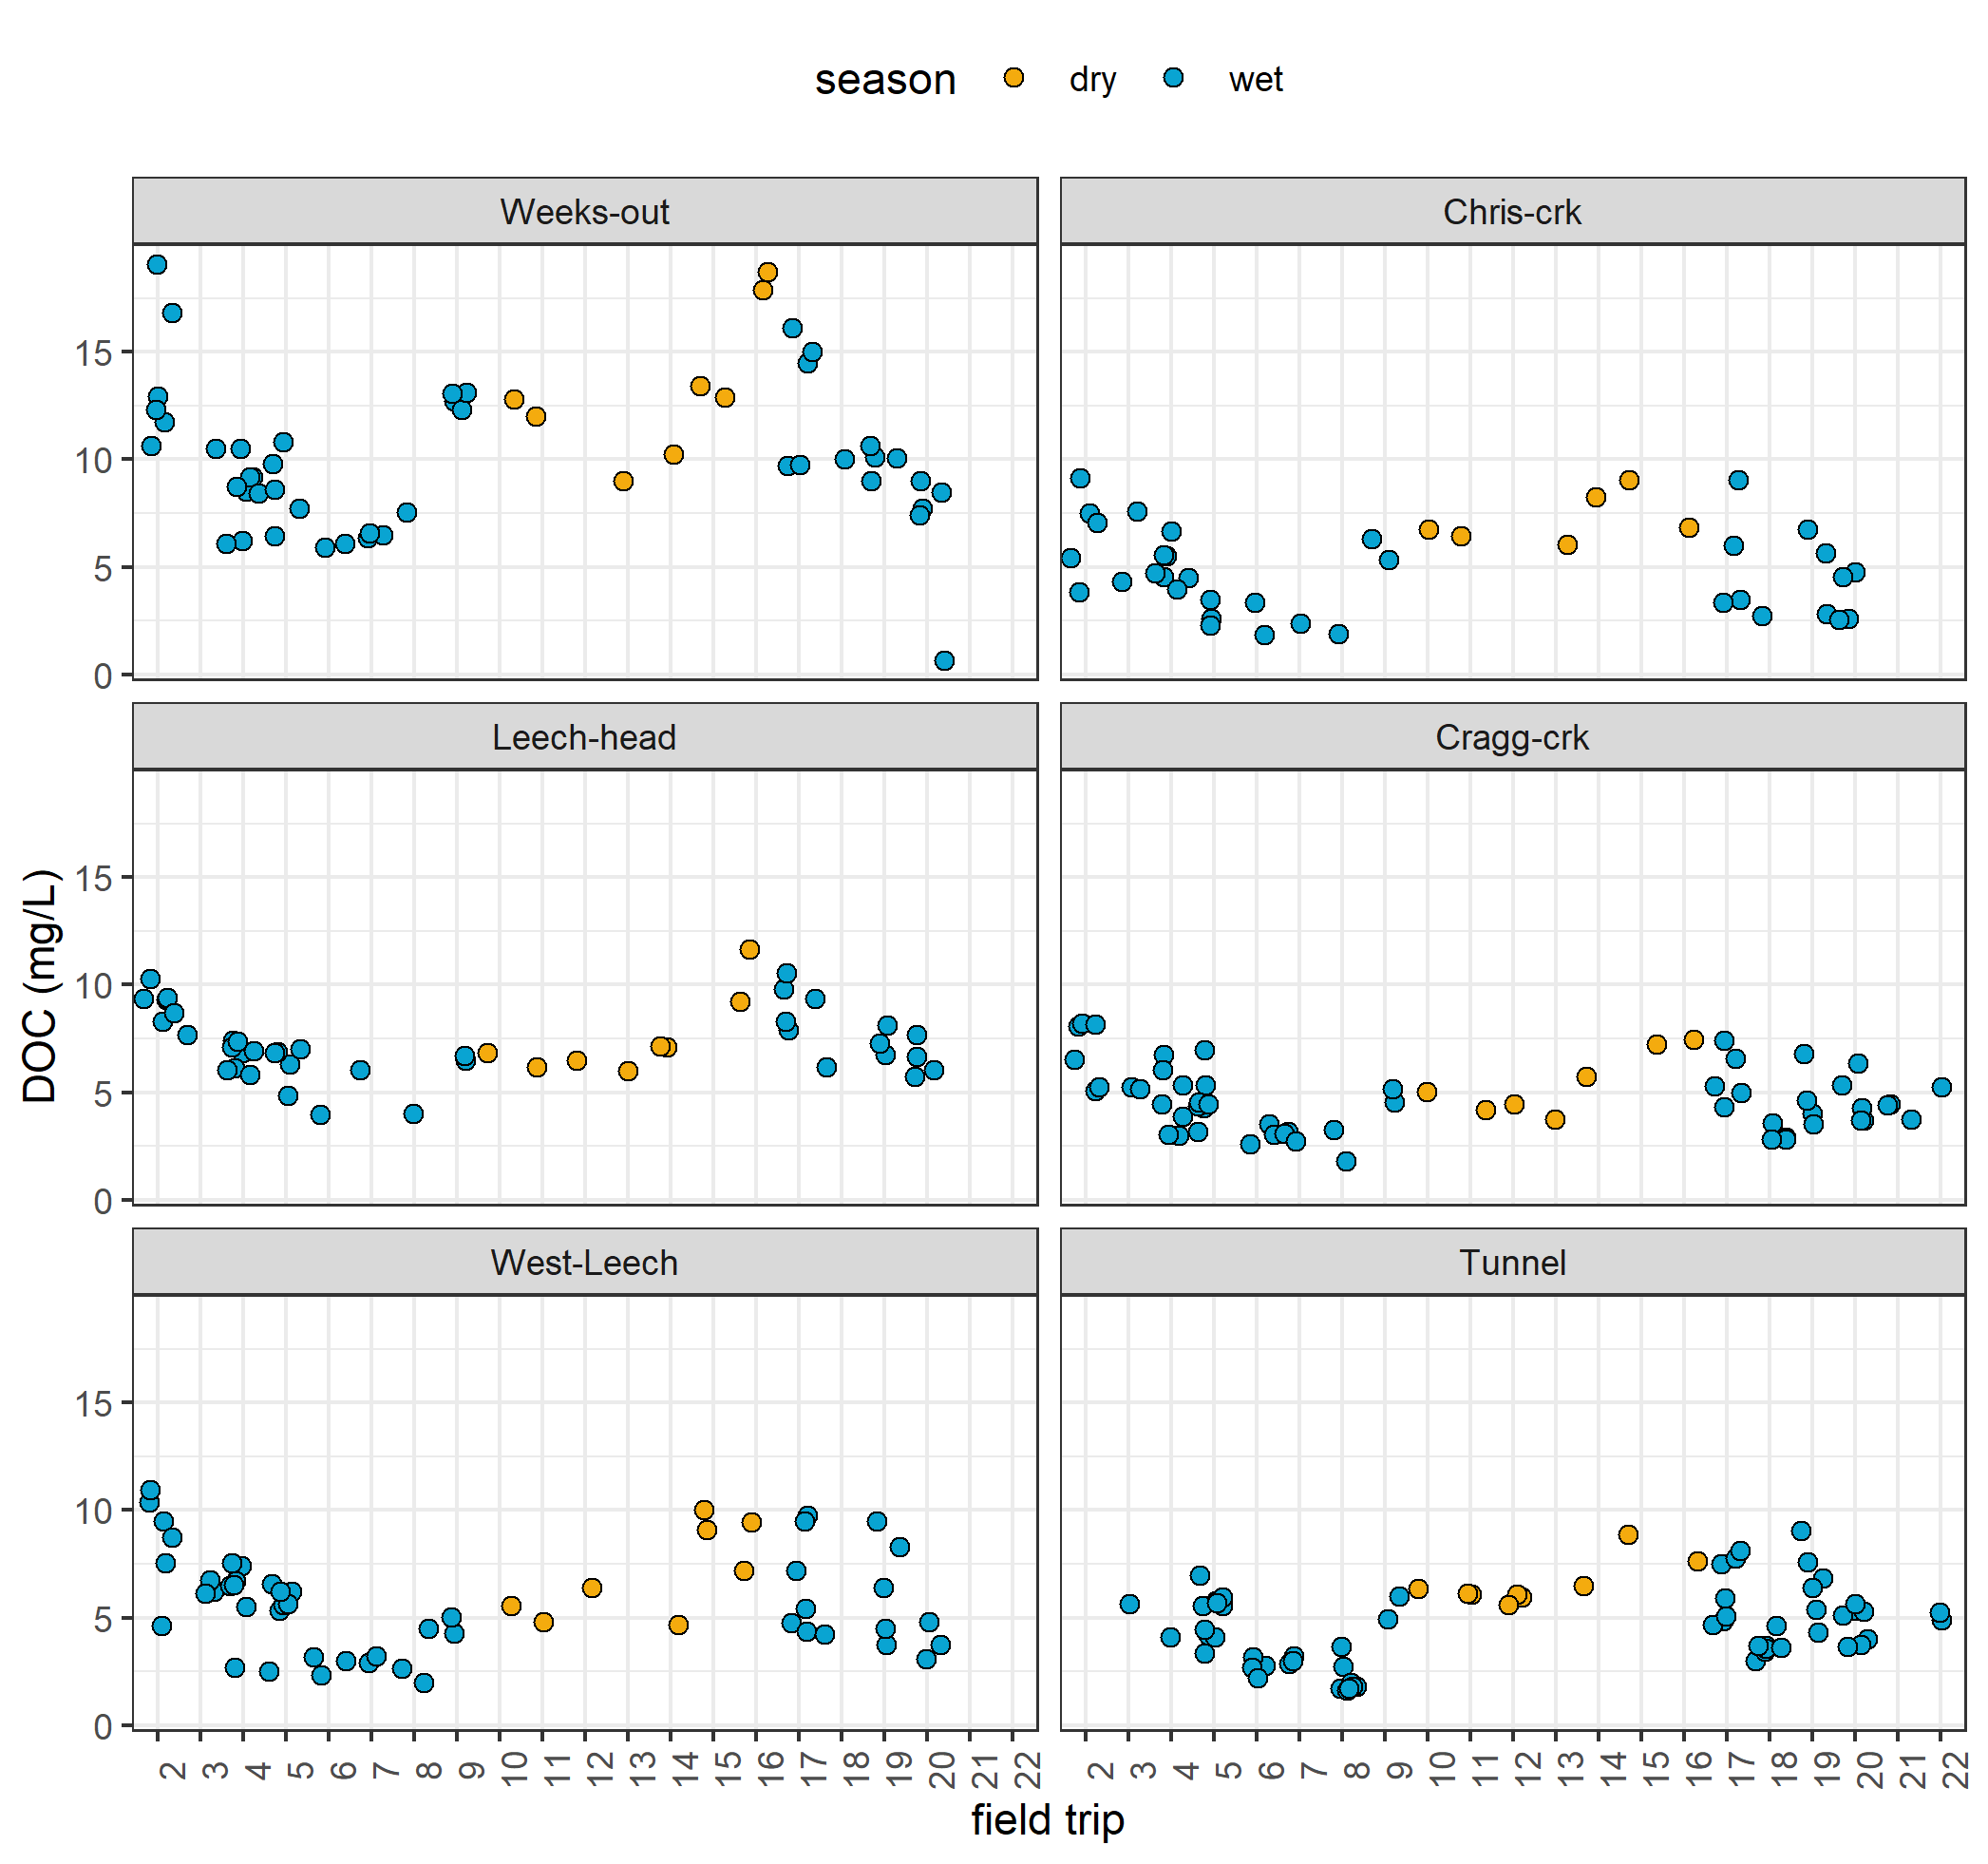 season dry wet
Weeks-out
Chris-crk
15
10
5
0
Leech-head
Cragg-crk
DOC (mg/L)
15
10
5
0
West-Leech
Tunnel
15
10
5
0
2 3 4 5 6 7 8 9 10 11 12 13 14 15 16 17 18 19 20 21 22
2 3 4 5 6 7 8 9 10 11 12 13 14 15 16 17 18 19 20 21 22
field trip